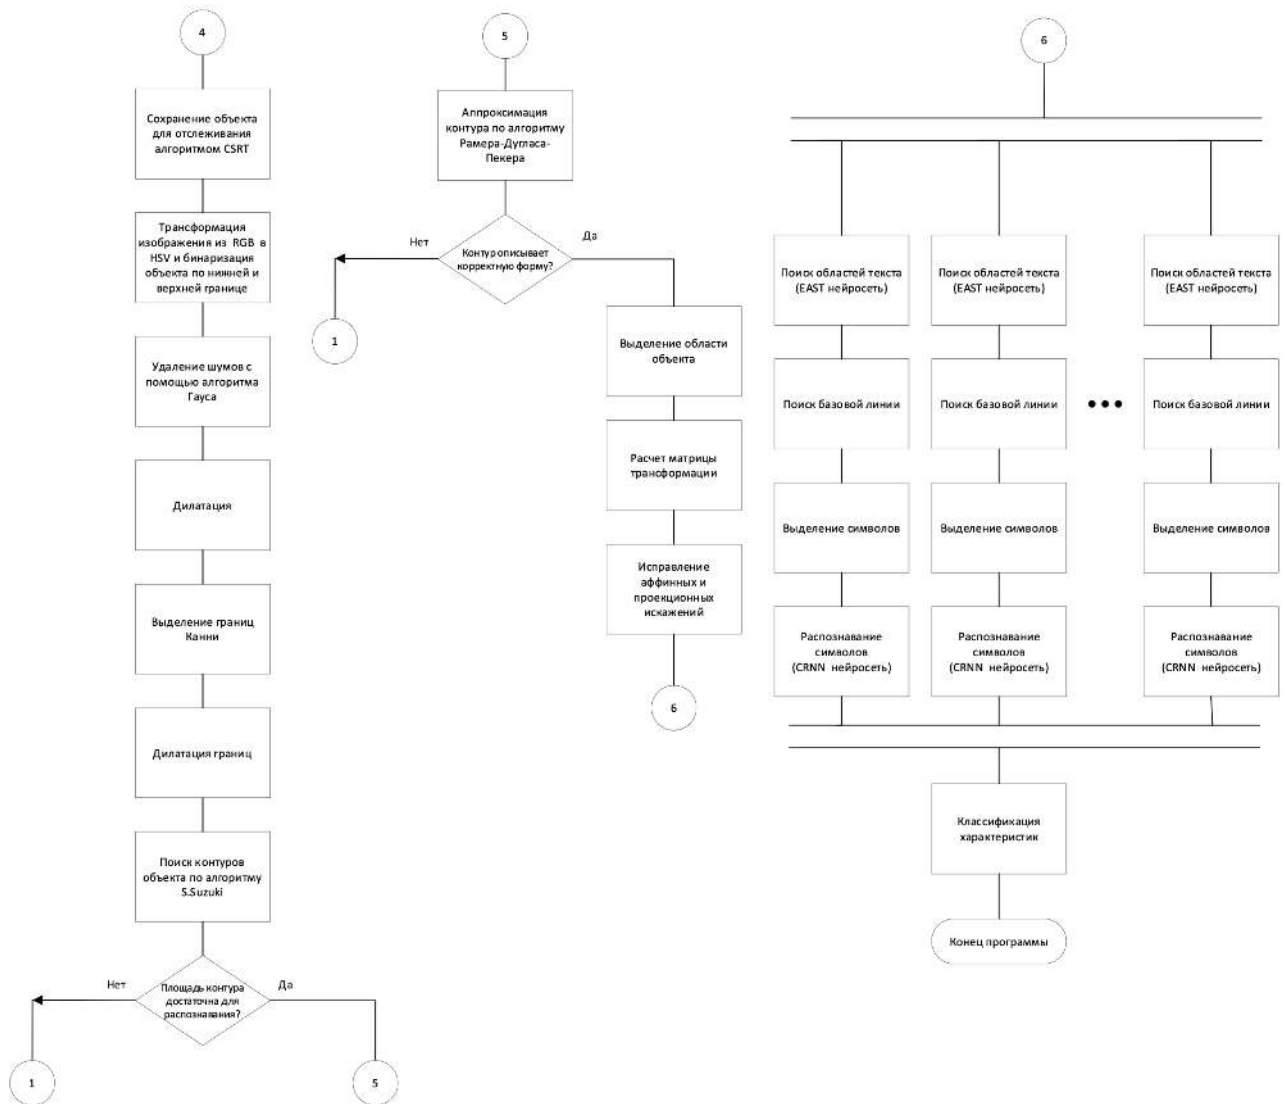 4
Сохранение объекта
для отслеживания
алгоритмом CSRT
Трансформация
изображения из RGB в
HSV и бинаризация
объекта по нижней и
верхней границе
Удаление шумов с
помощью алгоритма
Гауса
Дилатация
Выделение границ
Канни
Дилатация границ
Поиск контуров
объекта по алгоритму
S.Suzuki
Площадь контура
достаточна для
распознавания?
Нет
Да
1
5
5
Аппроксимация
контура по алгоритму
Рамера-Дугласа-
Пекера
Контур описывает
корректную форму?
Нет
Да
1
Выделение области
объекта
Расчет матрицы
трансформации
Исправление
аффинных и
проекционных
искажений
6
6
Поиск областей текста
(EAST нейросеть)
Поиск базовой линии
Выделение символов
Распознавание
символов
(CRNN нейросеть)
Поиск областей текста
(EAST нейросеть)
Поиск базовой линии
Выделение символов
Распознавание
символов
(CRNN нейросеть)
•••
Поиск областей текста
(EAST нейросеть)
Поиск базовой линии
Выделение символов
Распознавание
символов
(CRNN нейросеть)
Классификация
характеристик
Конец программы